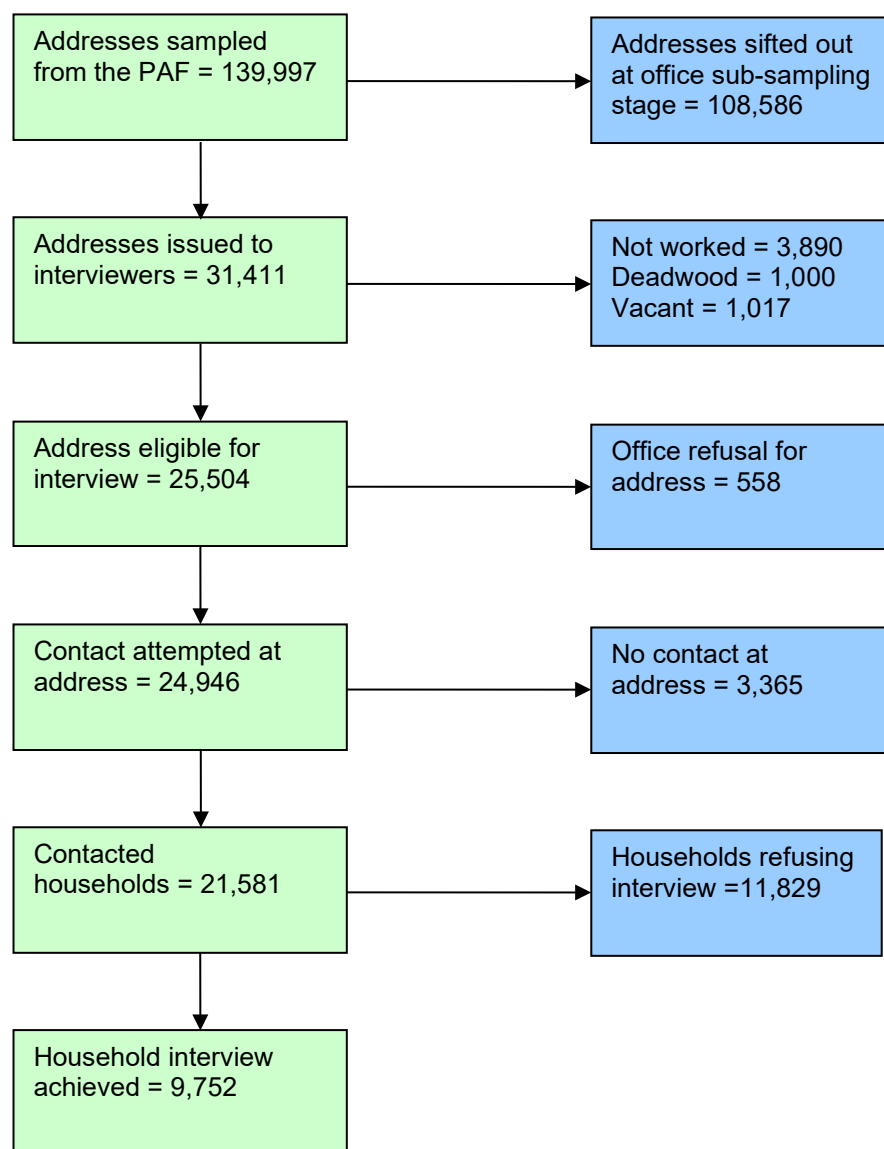 Addresses sampled
from the PAF = 139,997
Addresses sifted out
at office sub-sampling
stage = 108,586
Addresses issued to
interviewers = 31,411
Not worked = 3,890
Deadwood = 1,000
Vacant = 1,017
Address eligible for
interview = 25,504
Office refusal for
address = 558
Contact attempted at
address = 24,946
No contact at
address = 3,365
Contacted
households = 21,581
Households refusing
interview =11,829
Household interview
achieved = 9,752